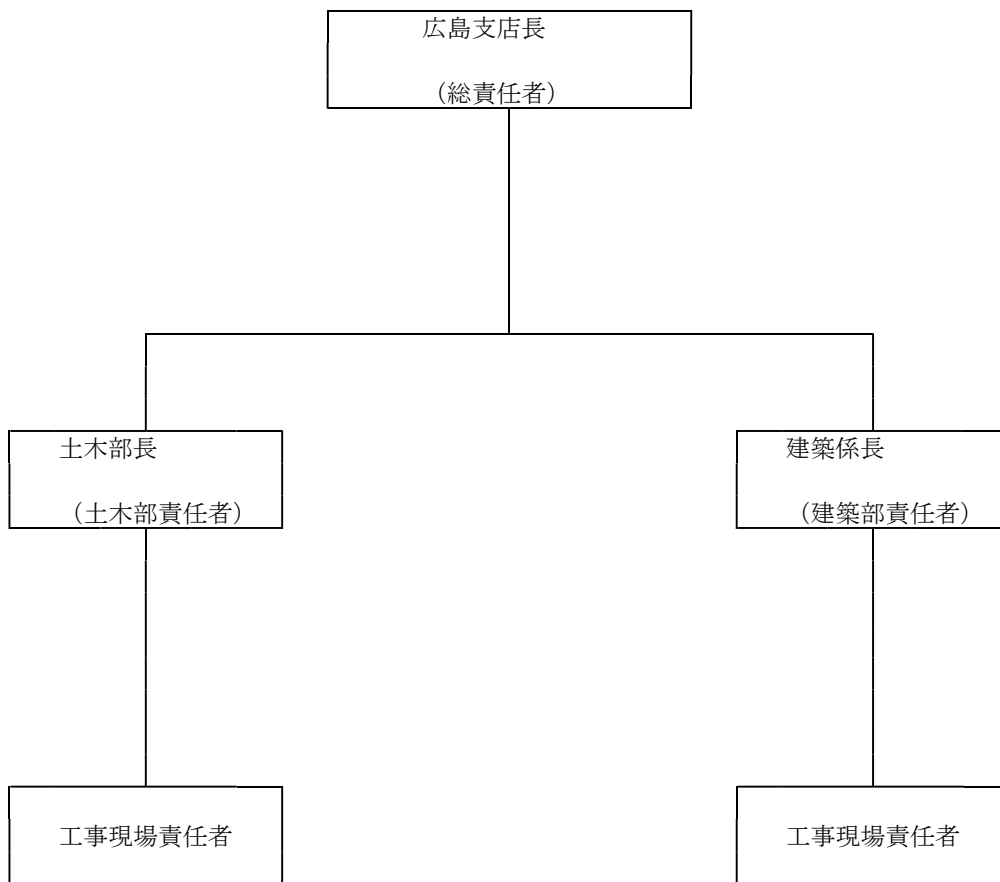 広島支店長
（総責任者）
土木部長
（土木部責任者）
建築係長
（建築部責任者）
工事現場責任者
工事現場責任者